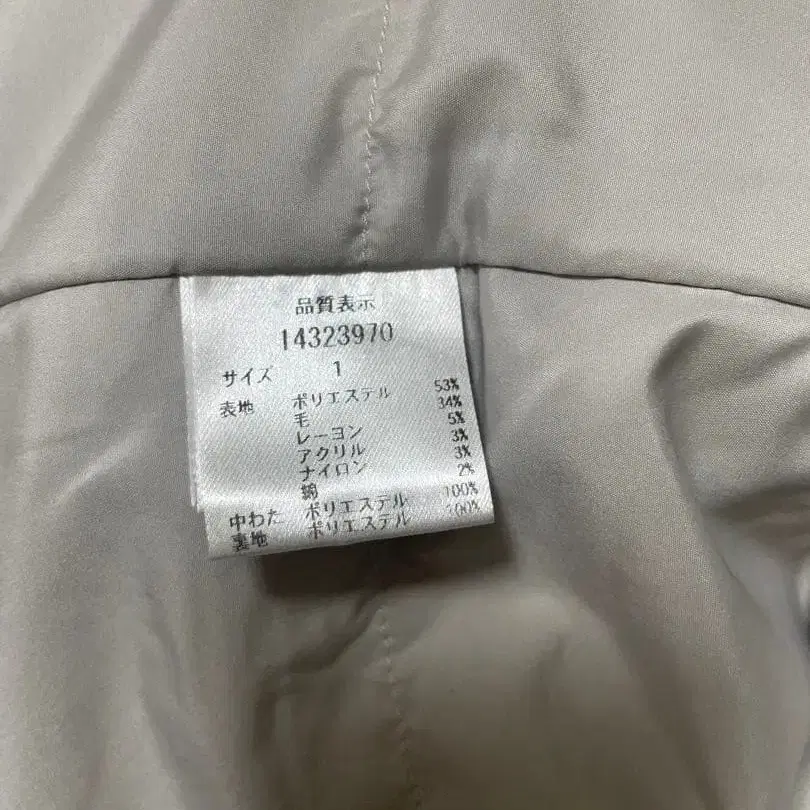 品質表示
14323970
サイズ 1
表地 ポリエステル 53%
毛 34%
レーヨン 5%
アクリル 3%
ナイロン 3%
綿 2%
中わた ポリエステル 100%
裏地 ポリエステル 100%